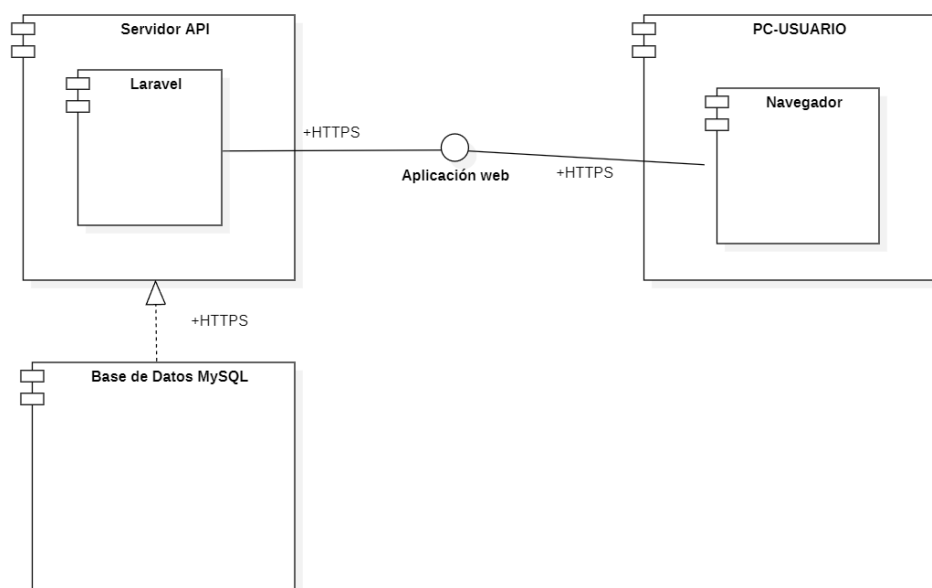 Servidor API
PC-USUARIO
Laravel
Navegador
+HTTPS
Aplicación web
+HTTPS
+HTTPS
Base de Datos MySQL